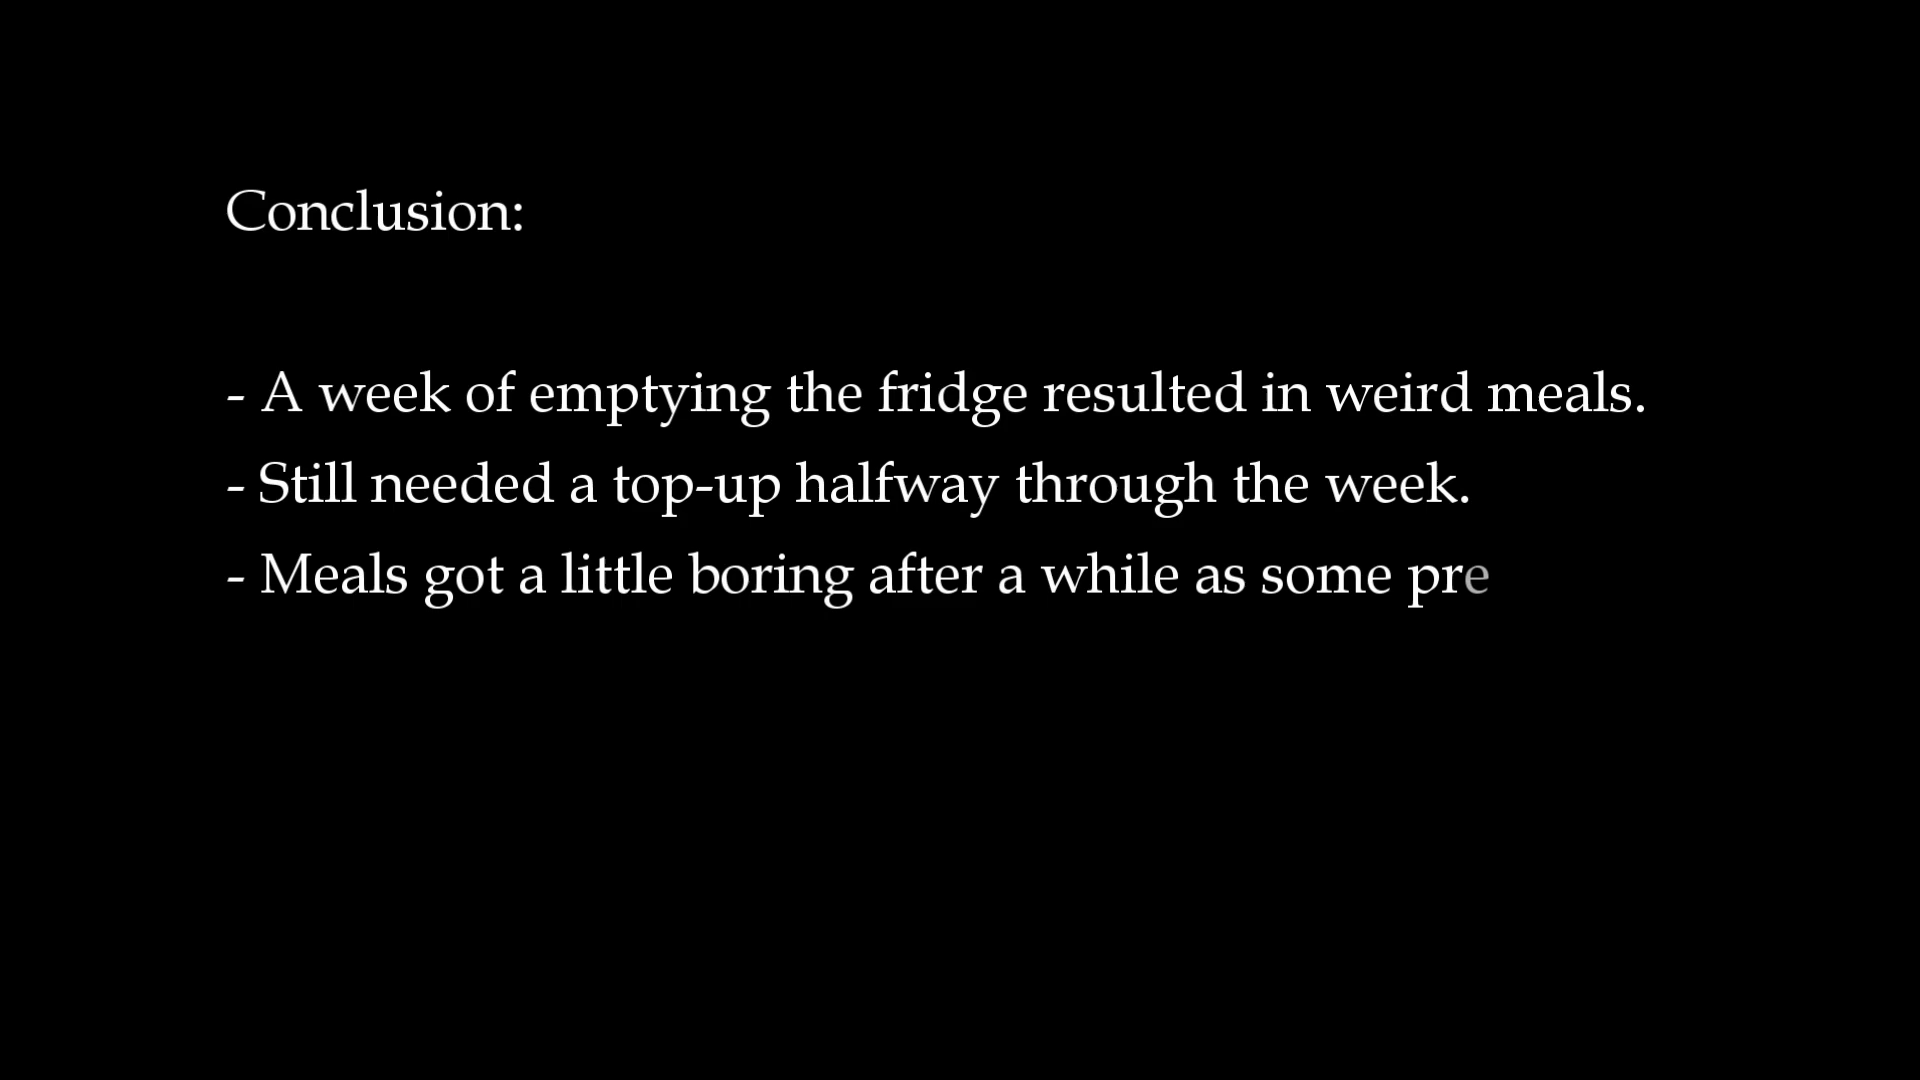 Conclusion:
- A week of emptying the fridge resulted in weird meals.
- Still needed a top-up halfway through the week.
- Meals got a little boring after a while as some pre